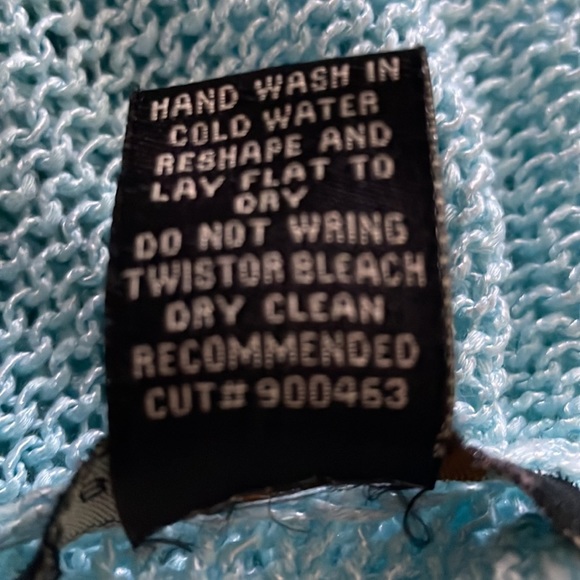 HAND WASH IN
COLD WATER
RESHAPE AND
LAY FLAT TO
DRY
DO NOT WRING
TWISTOR BLEACH
DRY CLEAN
RECOMMENDED
CUT# 900463